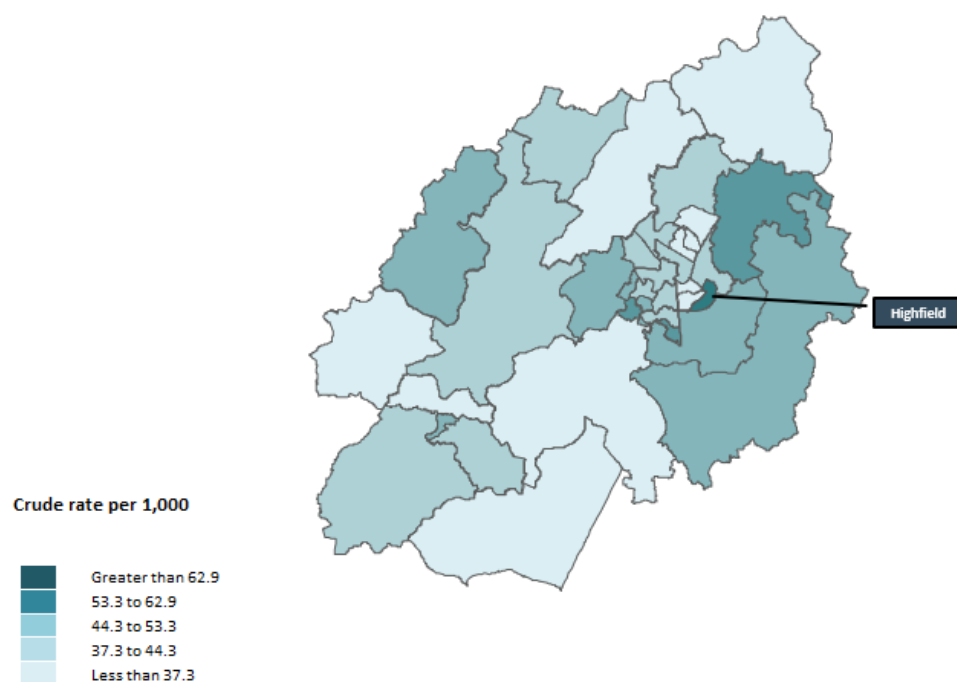 Highfield
Crude rate per 1,000
Greater than 62.9
53.3 to 62.9
44.3 to 53.3
37.3 to 44.3
Less than 37.3